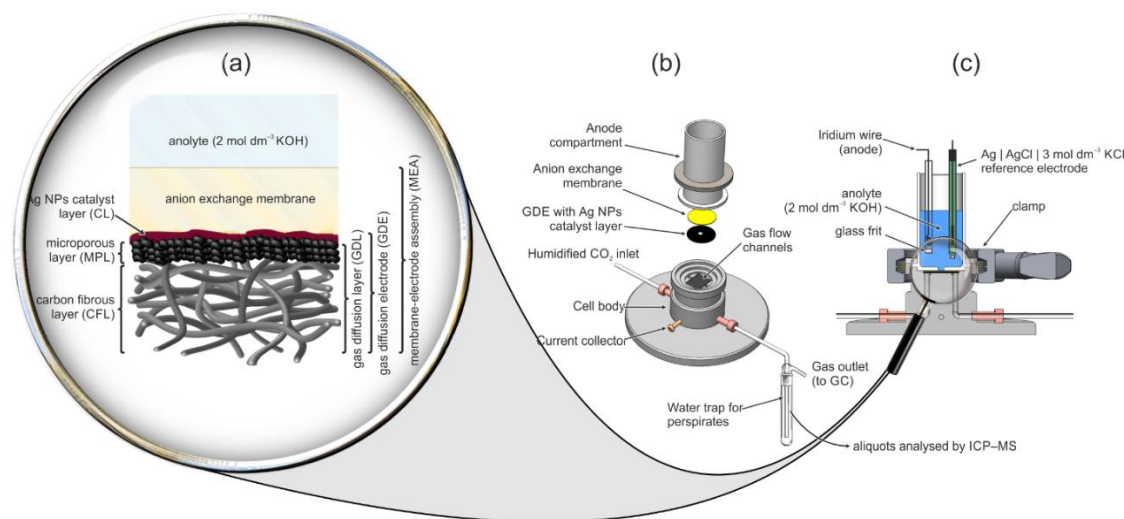 (a)
anolyte (2 mol dm⁻³ KOH)
anion exchange membrane
Ag NPs catalyst
layer (CL)
microporous
layer (MPL)
carbon fibrous
layer (CFL)
gas diffusion layer (GDL)
gas diffusion electrode (GDE)
membrane-electrode assembly (MEA)
(b)
Anode
compartment
Anion exchange
membrane
GDE with Ag NPs
catalyst layer
Gas flow
channels
Humidified CO₂ inlet
Cell body
Current collector
Gas outlet
(to GC)
Water trap for
perspirates
aliquots analysed by ICP–MS
(c)
Iridium wire
(anode)
Ag | AgCl | 3 mol dm⁻³ KCl
reference electrode
anolyte
(2 mol dm⁻³ KOH)
clamp
glass frit